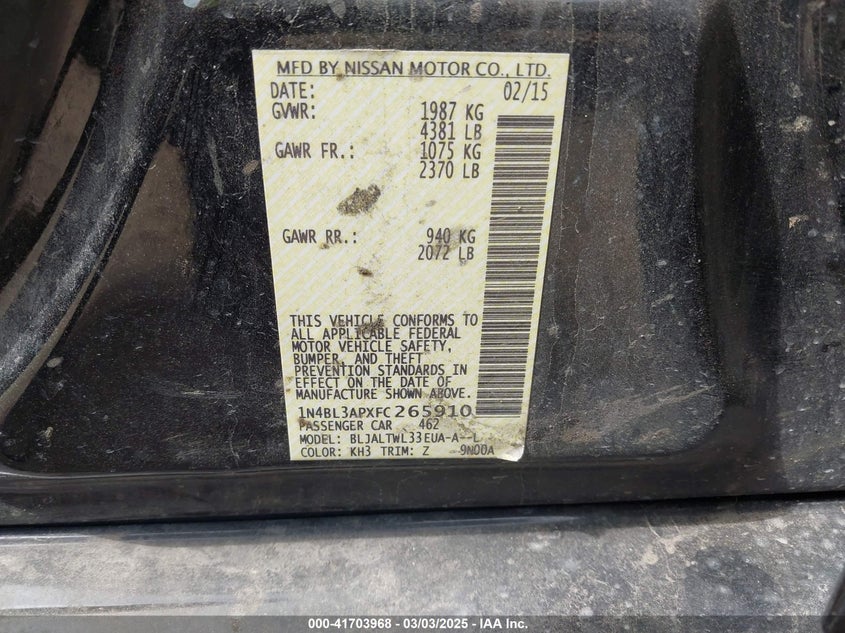 MFD BY NISSAN MOTOR CO., LTD.
DATE: 02/15
GVWR: 1987 KG
4381 LB
GAWR FR.: 1075 KG
2370 LB
GAWR RR.: 940 KG
2072 LB
THIS VEHICLE CONFORMS TO
ALL APPLICABLE FEDERAL
MOTOR VEHICLE SAFETY,
BUMPER, AND THEFT
PREVENTION STANDARDS IN
EFFECT ON THE DATE OF
MANUFACTURE SHOWN ABOVE.
1N4BL3APXFC265910
PASSENGER CAR 462
MODEL: BLJALTWL33EUA-A--L
COLOR: KH3 TRIM: Z 9N00A
000-41703968 - 03/03/2025 - IAA Inc.